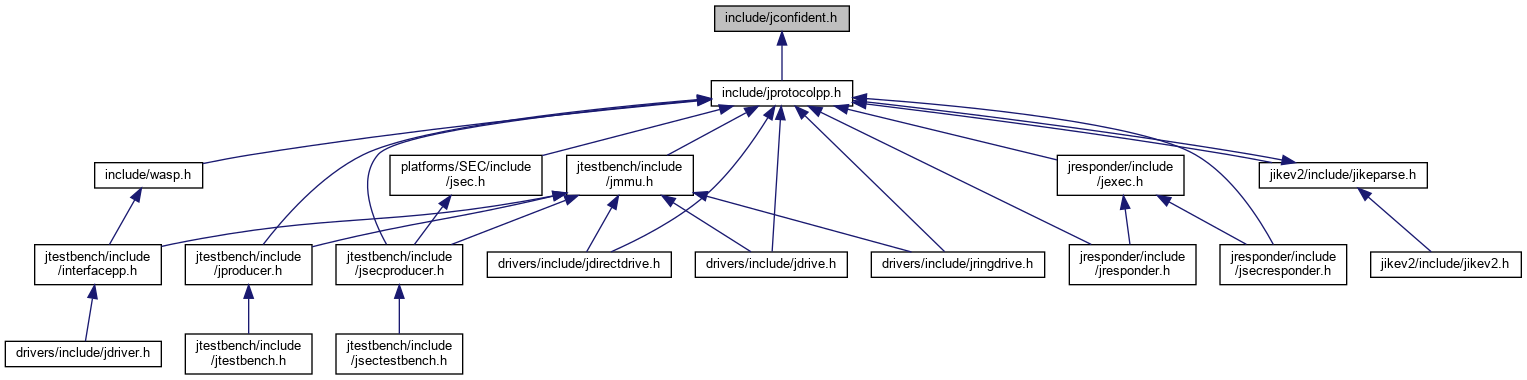 include/jconfident.h
include/jprotocolpp.h
include/wasp.h
platforms/SEC/include
/jsec.h
jtestbench/include
/jmmu.h
jresponder/include
/jexec.h
jikev2/include/jikeparse.h
jtestbench/include
/interfacepp.h
jtestbench/include
/jproducer.h
jtestbench/include
/jsecproducer.h
drivers/include/jdirectdrive.h
drivers/include/jdrive.h
drivers/include/jringdrive.h
jresponder/include
/jresponder.h
jresponder/include
/jsecresponder.h
jikev2/include/jikev2.h
drivers/include/jdriver.h
jtestbench/include
/jtestbench.h
jtestbench/include
/jsectestbench.h